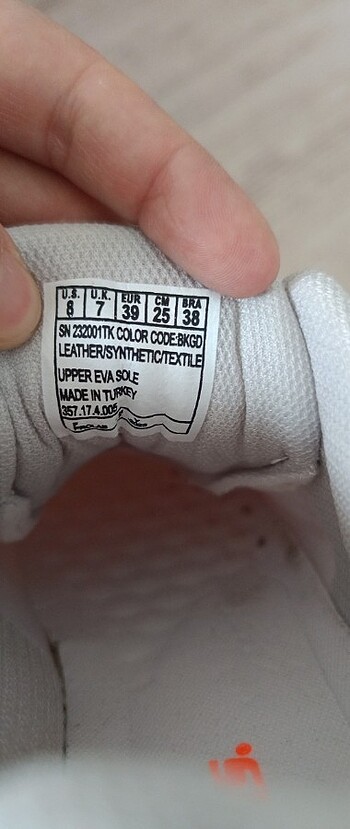 U.S. U.K. EUR CM BRA
8 7 39 25 38
SN 232001TK COLOR CODE:BKGD
LEATHER/SYNTHETIC/TEXTILE
UPPER EVA SOLE
MADE IN TURKEY
357.17.4.005